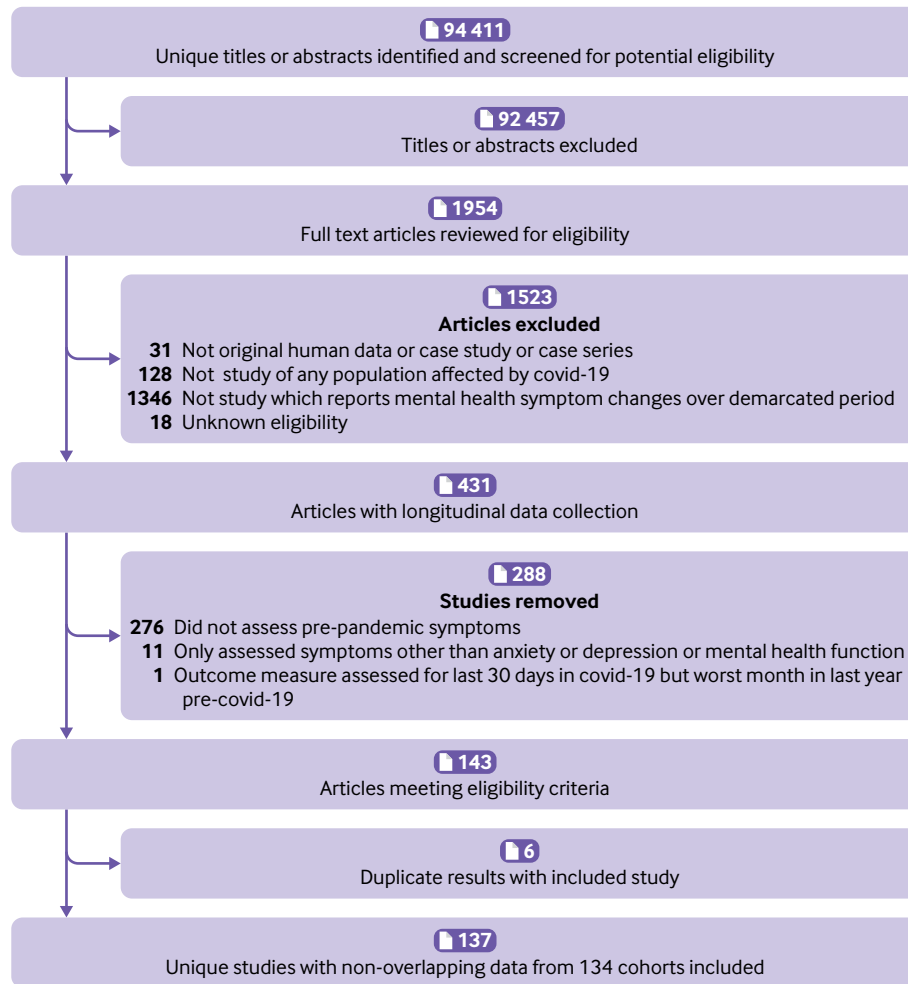 94 411
Unique titles or abstracts identified and screened for potential eligibility
92 457
Titles or abstracts excluded
1954
Full text articles reviewed for eligibility
1523
Articles excluded
31 Not original human data or case study or case series
128 Not study of any population affected by covid-19
1346 Not study which reports mental health symptom changes over demarcated period
18 Unknown eligibility
431
Articles with longitudinal data collection
288
Studies removed
276 Did not assess pre-pandemic symptoms
11 Only assessed symptoms other than anxiety or depression or mental health function
1 Outcome measure assessed for last 30 days in covid-19 but worst month in last year
pre-covid-19
143
Articles meeting eligibility criteria
6
Duplicate results with included study
137
Unique studies with non-overlapping data from 134 cohorts included